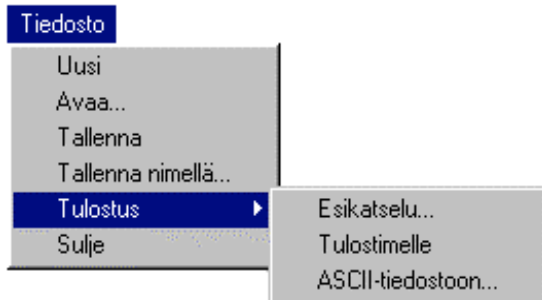 Tiedosto
Uusi
Avaa...
Tallenna
Tallenna nimellä...
Tulostus
Sulje
Esikatselu...
Tulostimelle
ASCII-tiedostoon...